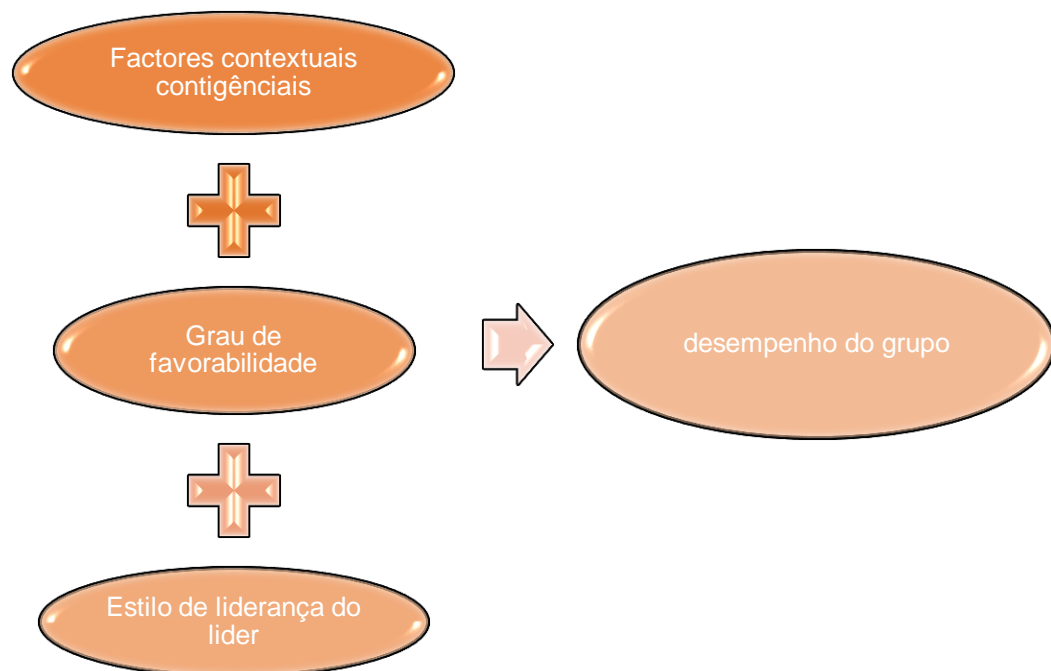 Factores contextuais
contigênciais
Grau de
favorabilidade
desempenho do grupo
Estilo de liderança do
lider